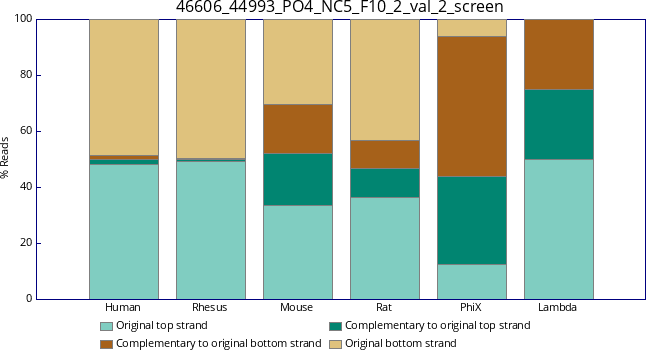 46606_44993_PO4_NC5_F10_2_val_2_screen
100
80
60
40
20
0
% Reads
Human Rhesus Mouse Rat PhiX Lambda
Original top strand Complementary to original top strand
Complementary to original bottom strand Original bottom strand